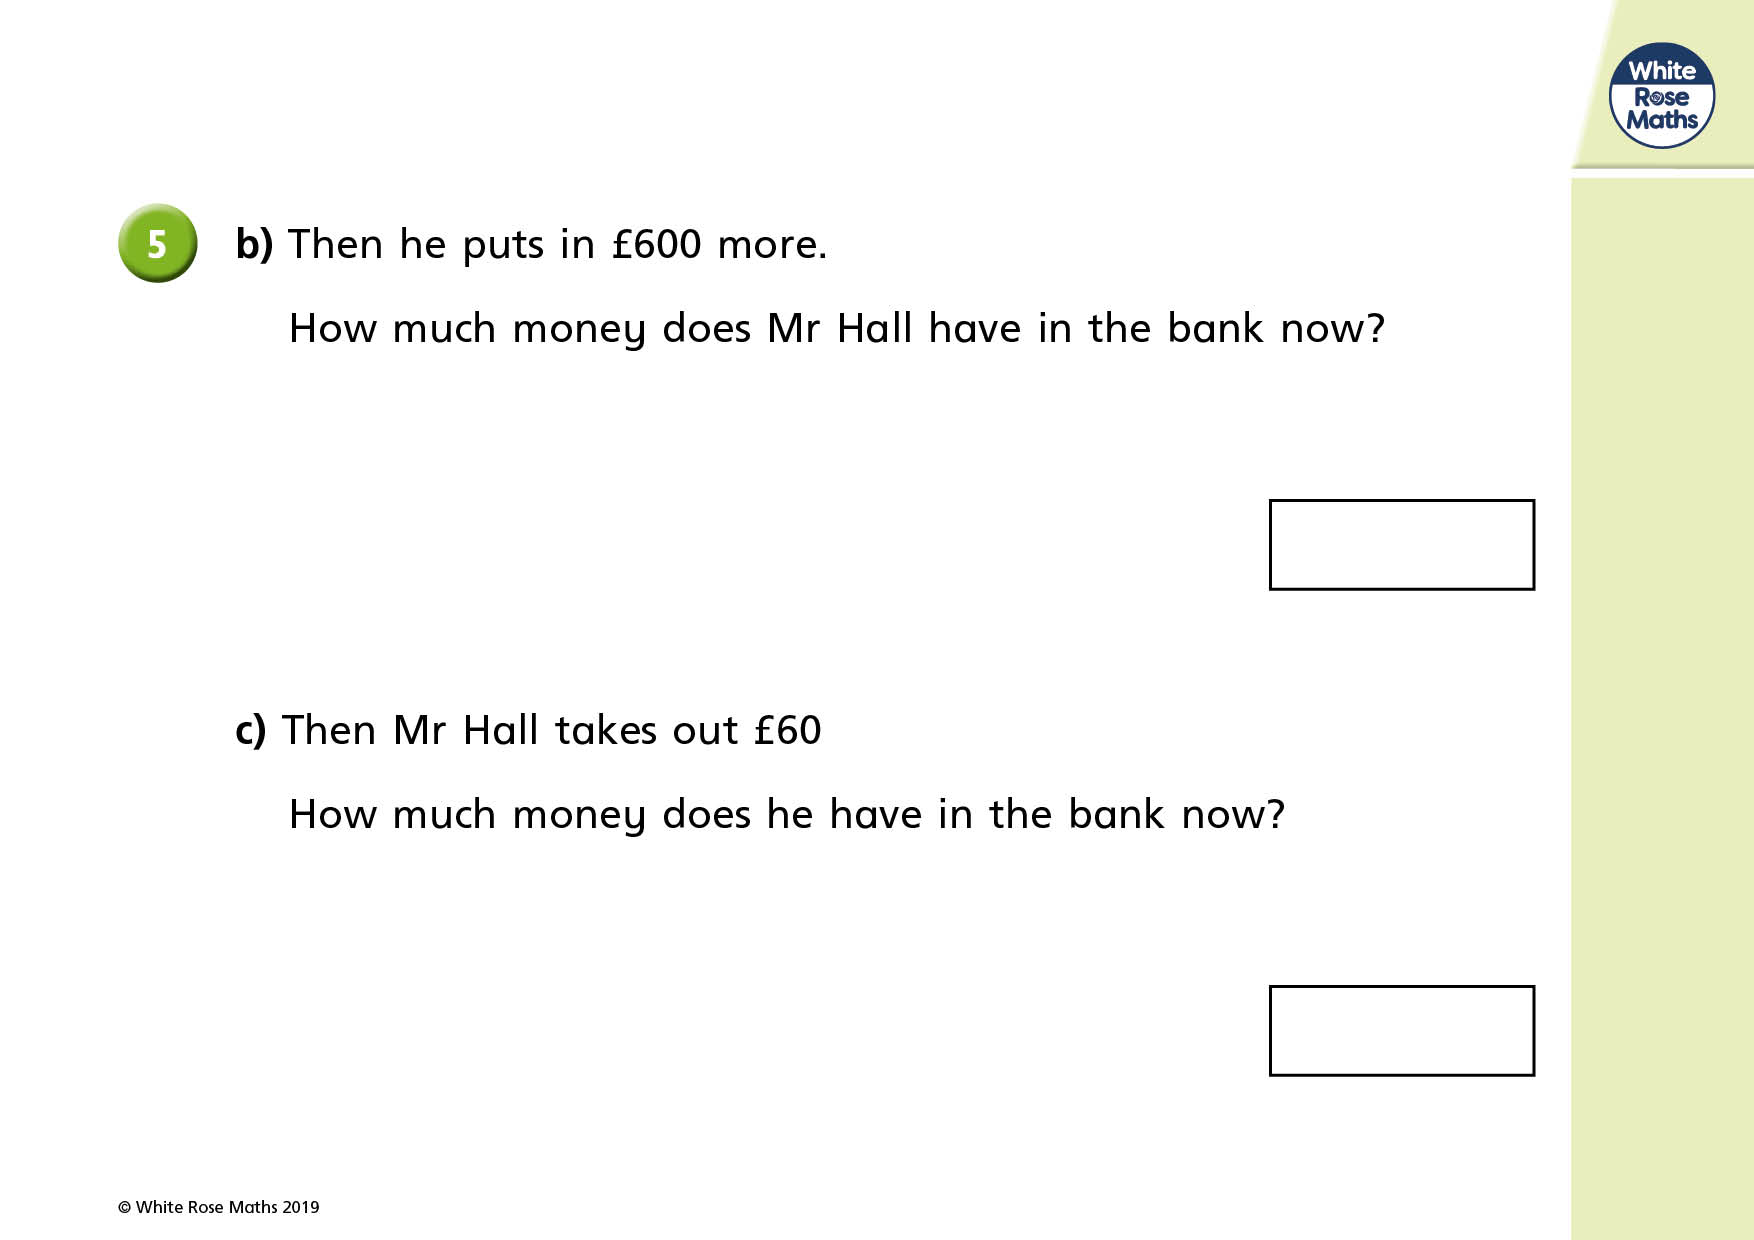 White
Rose
Maths
5 b) Then he puts in £600 more.
How much money does Mr Hall have in the bank now?
c) Then Mr Hall takes out £60
How much money does he have in the bank now?
© White Rose Maths 2019